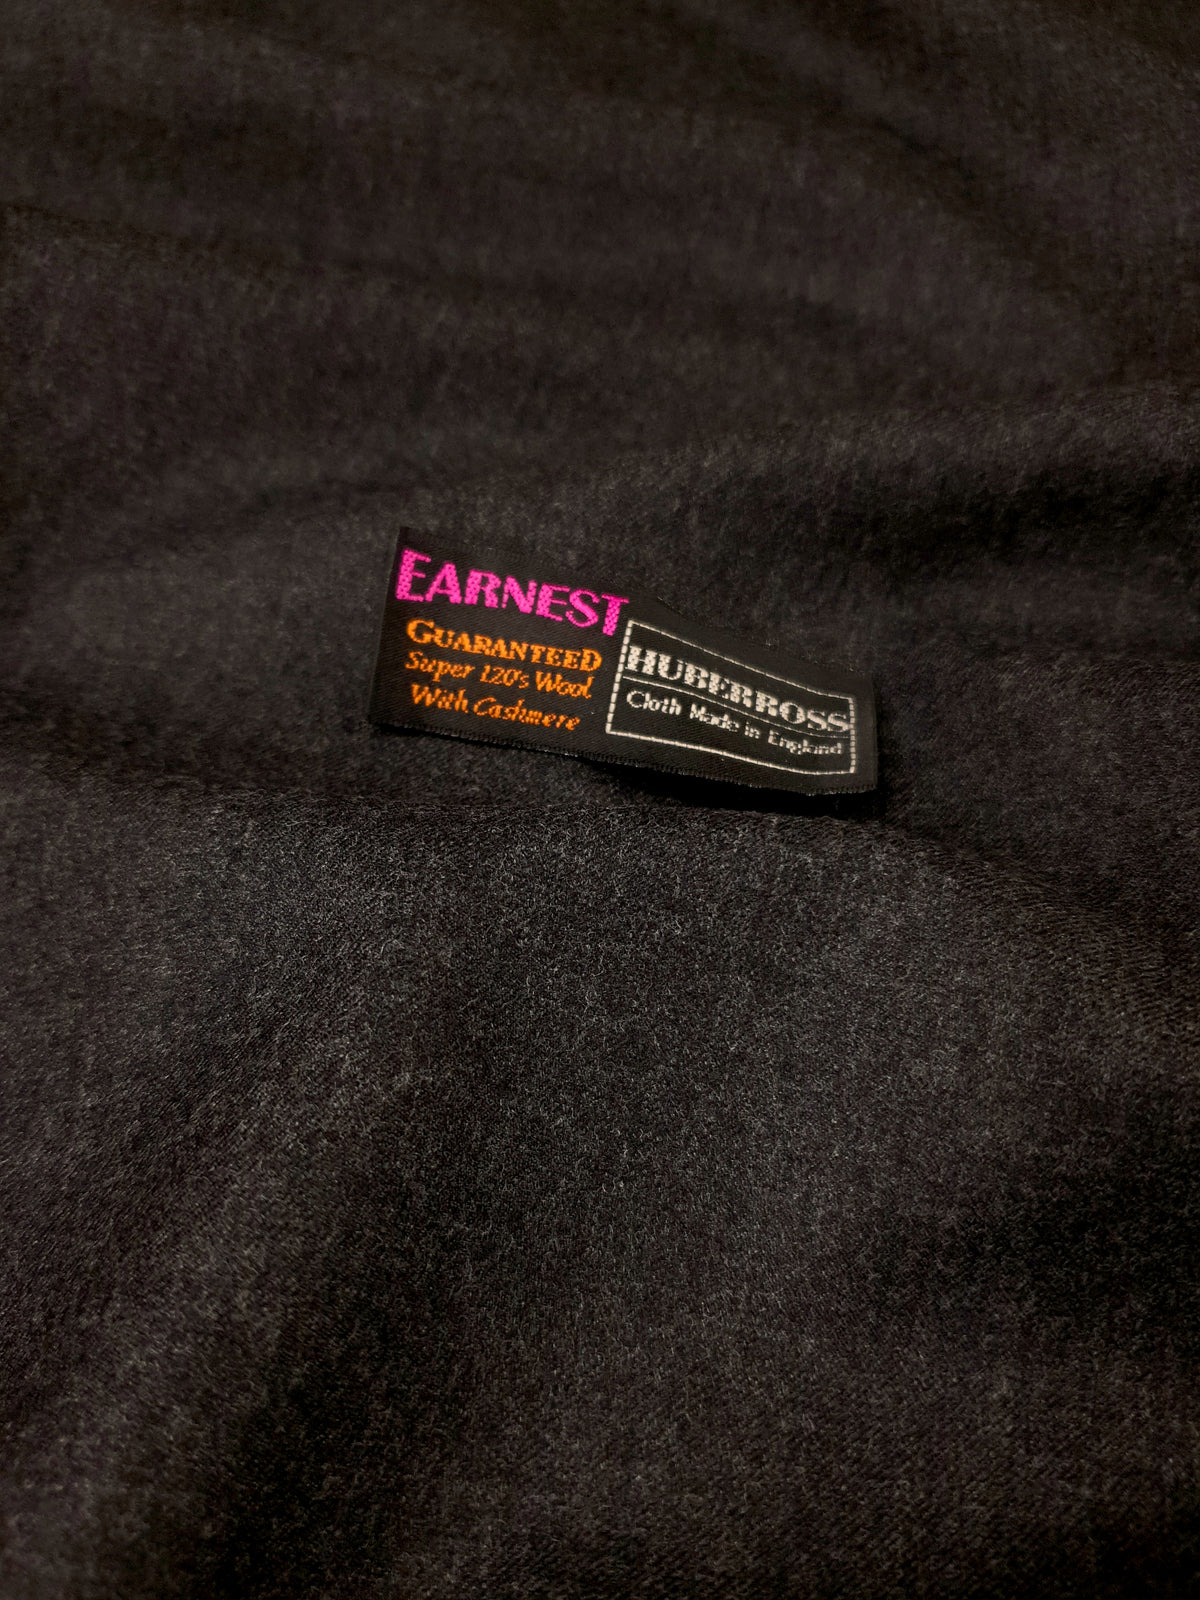 EARNEST
GUARANTEED
Super 120's Wool
With Cashmere
HUBERROSS
Cloth Made in England